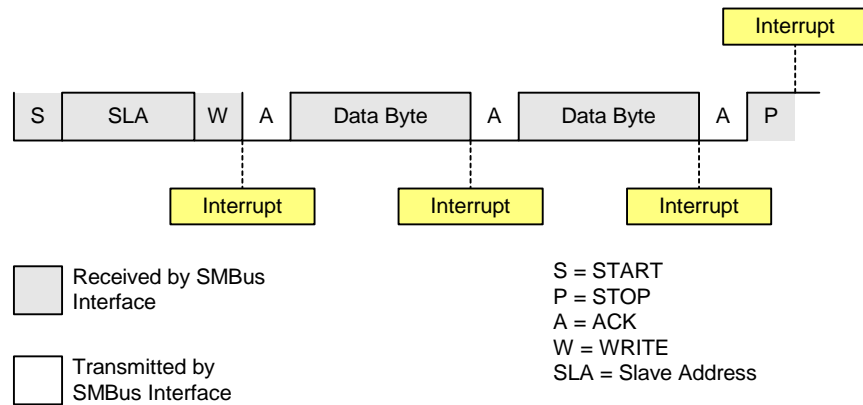 Interrupt
S SLA W A Data Byte A Data Byte A P
Interrupt Interrupt Interrupt
Received by SMBus
Interface
Transmitted by
SMBus Interface
S = START
P = STOP
A = ACK
W = WRITE
SLA = Slave Address